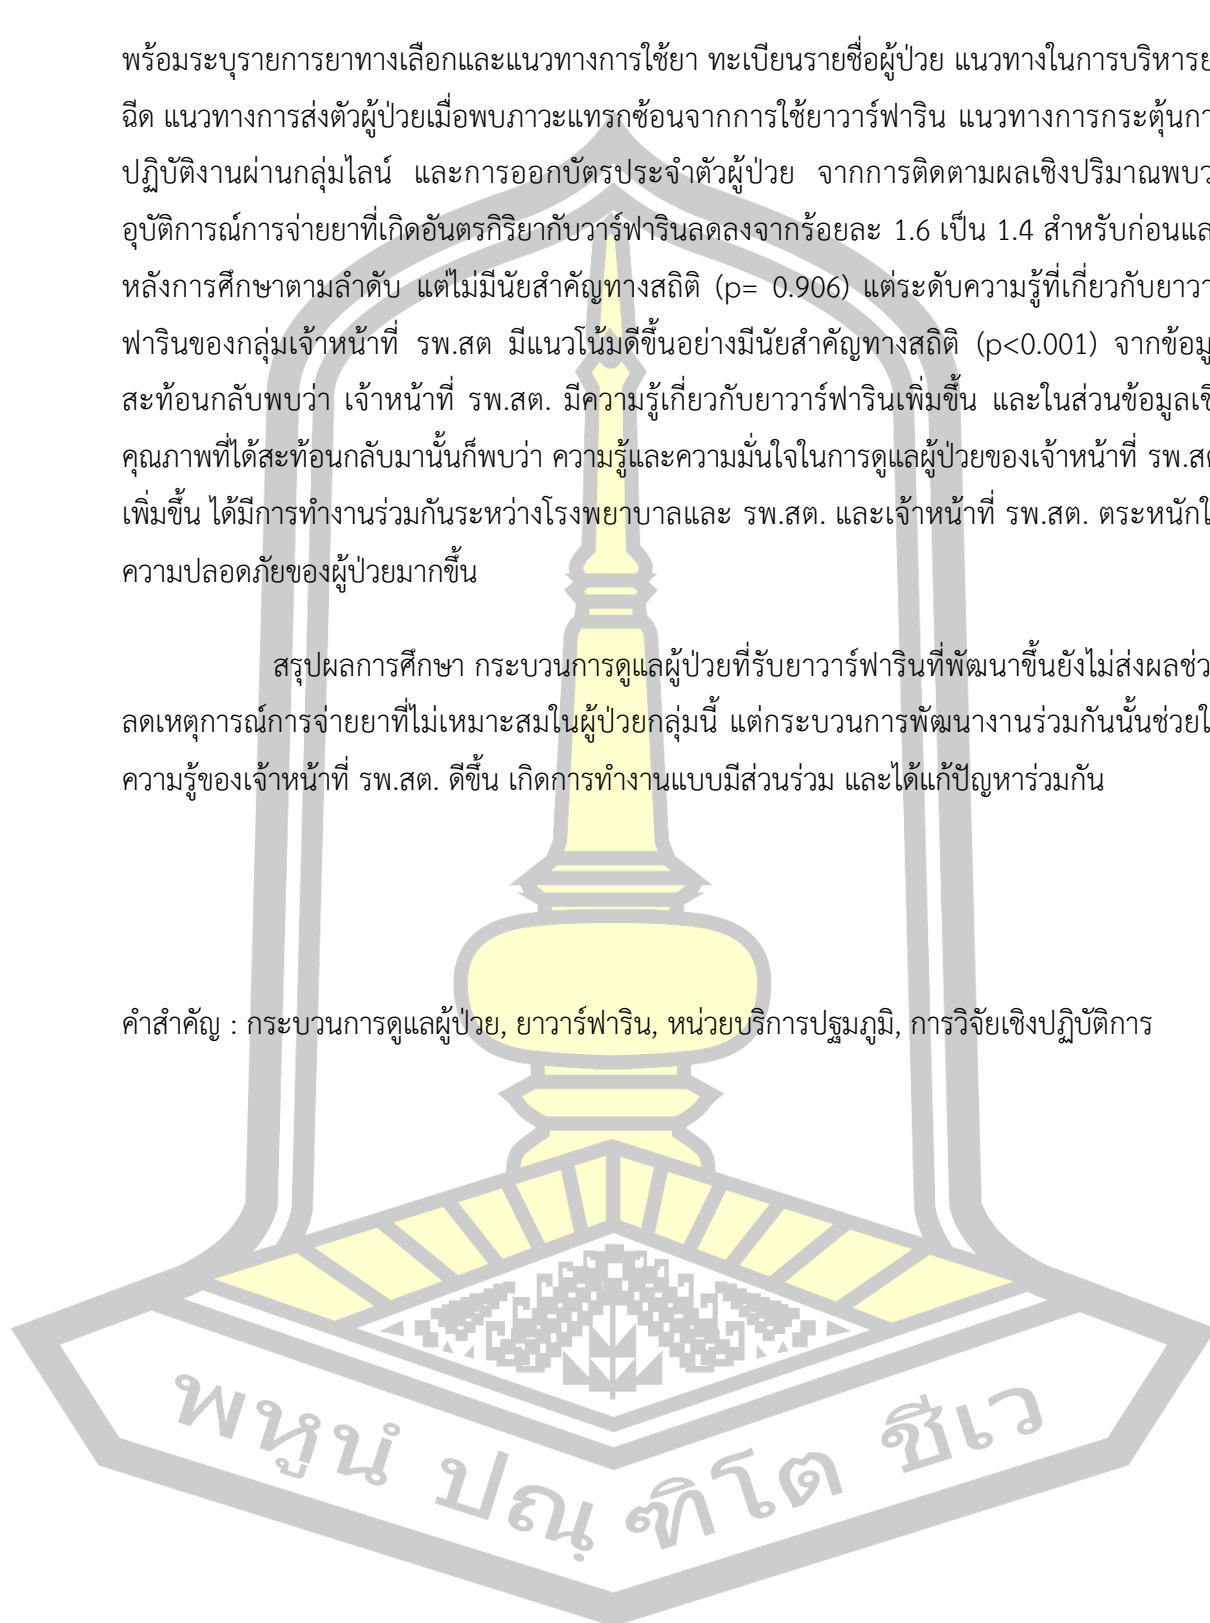 พร้อมระบุรายการยาทางเลือกและแนวทางการใช้ยา ทะเบียนรายชื่อผู้ป่วย แนวทางในการบริหารย
ฉีด แนวทางการส่งตัวผู้ป่วยเมื่อพบภาวะแทรกซ้อนจากการใช้ยาวาร์ฟาริน แนวทางการกระตุ้นกา
ปฏิบัติงานผ่านกลุ่มไลน์ และการออกบัตรประจำตัวผู้ป่วย จากการติดตามผลเชิงปริมาณพบว
อุบัติการณ์การจ่ายยาที่เกิดอันตรกิริยากับวาร์ฟารินลดลงจากร้อยละ 1.6 เป็น 1.4 สำหรับก่อนแล
หลังการศึกษาตามลำดับ แต่ไม่มีนัยสำคัญทางสถิติ (p= 0.906) แต่ระดับความรู้ที่เกี่ยวกับยาวา
ฟารินของกลุ่มเจ้าหน้าที่ รพ.สต มีแนวโน้มดีขึ้นอย่างมีนัยสำคัญทางสถิติ (p<0.001) จากข้อมู
สะท้อนกลับพบว่า เจ้าหน้าที่ รพ.สต. มีความรู้เกี่ยวกับยาวาร์ฟารินเพิ่มขึ้น และในส่วนข้อมูลเชิ
คุณภาพที่ได้สะท้อนกลับมานั้นก็พบว่า ความรู้และความมั่นใจในการดูแลผู้ป่วยของเจ้าหน้าที่ รพ.สต
เพิ่มขึ้น ได้มีการทำงานร่วมกันระหว่างโรงพยาบาลและ รพ.สต. และเจ้าหน้าที่ รพ.สต. ตระหนักใ
ความปลอดภัยของผู้ป่วยมากขึ้น
สรุปผลการศึกษา กระบวนการดูแลผู้ป่วยที่รับยาวาร์ฟารินที่พัฒนาขึ้นยังไม่ส่งผลช่ว
ลดเหตุการณ์การจ่ายยาที่ไม่เหมาะสมในผู้ป่วยกลุ่มนี้ แต่กระบวนการพัฒนางานร่วมกันนั้นช่วยใ
ความรู้ของเจ้าหน้าที่ รพ.สต. ดีขึ้น เกิดการทำงานแบบมีส่วนร่วม และได้แก้ปัญหาร่วมกัน
คำสำคัญ : กระบวนการดูแลผู้ป่วย, ยาวาร์ฟาริน, หน่วยบริการปฐมภูมิ, การวิจัยเชิงปฏิบัติการ
พหูนํ ปณฺ ฑิโต ชีเว